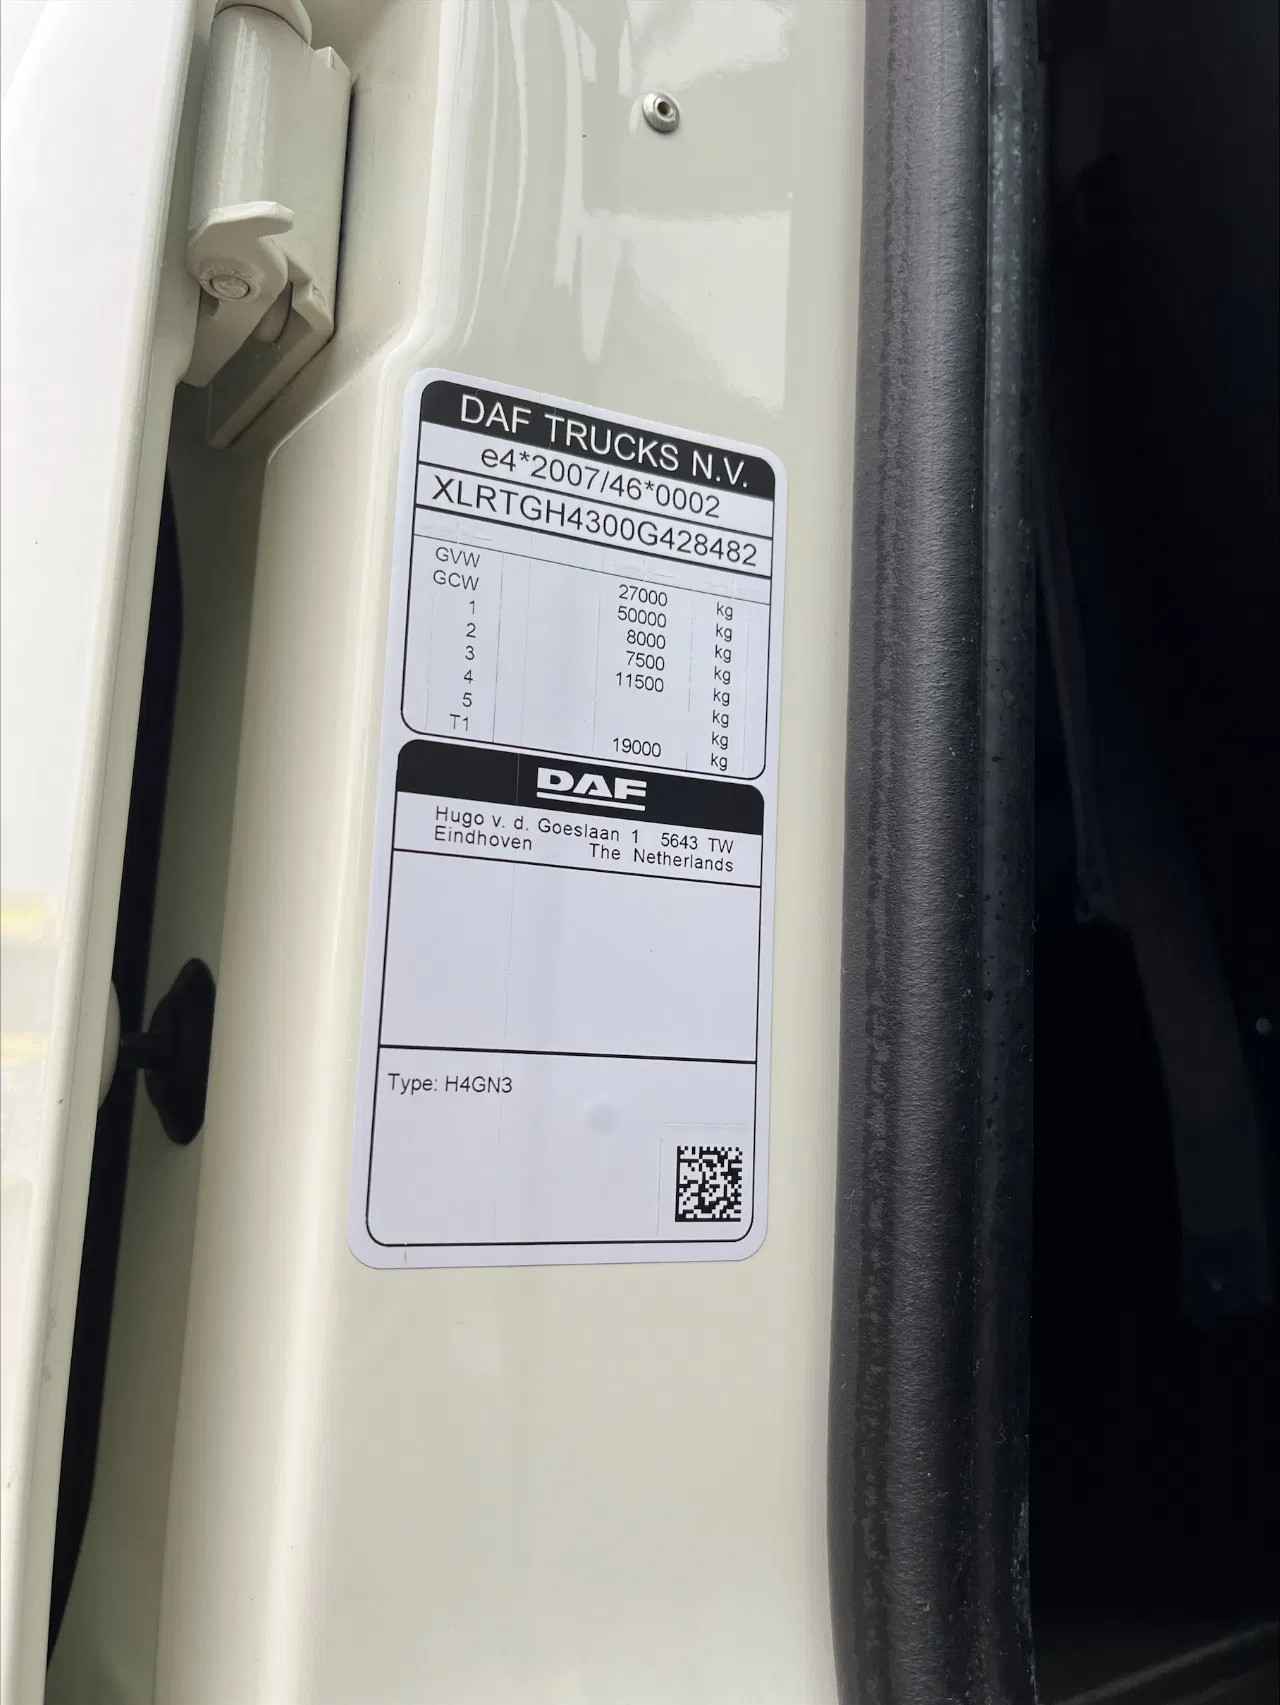 DAF TRUCKS N.V.
e4*2007/46*0002
XLRTGH4300G428482
GVW 27000 kg
GCW 50000 kg
1 8000 kg
2 7500 kg
3 11500 kg
4 kg
5 kg
T1 19000 kg
DAF
Hugo v. d. Goeslaan 1 5643 TW
Eindhoven The Netherlands
Type: H4GN3